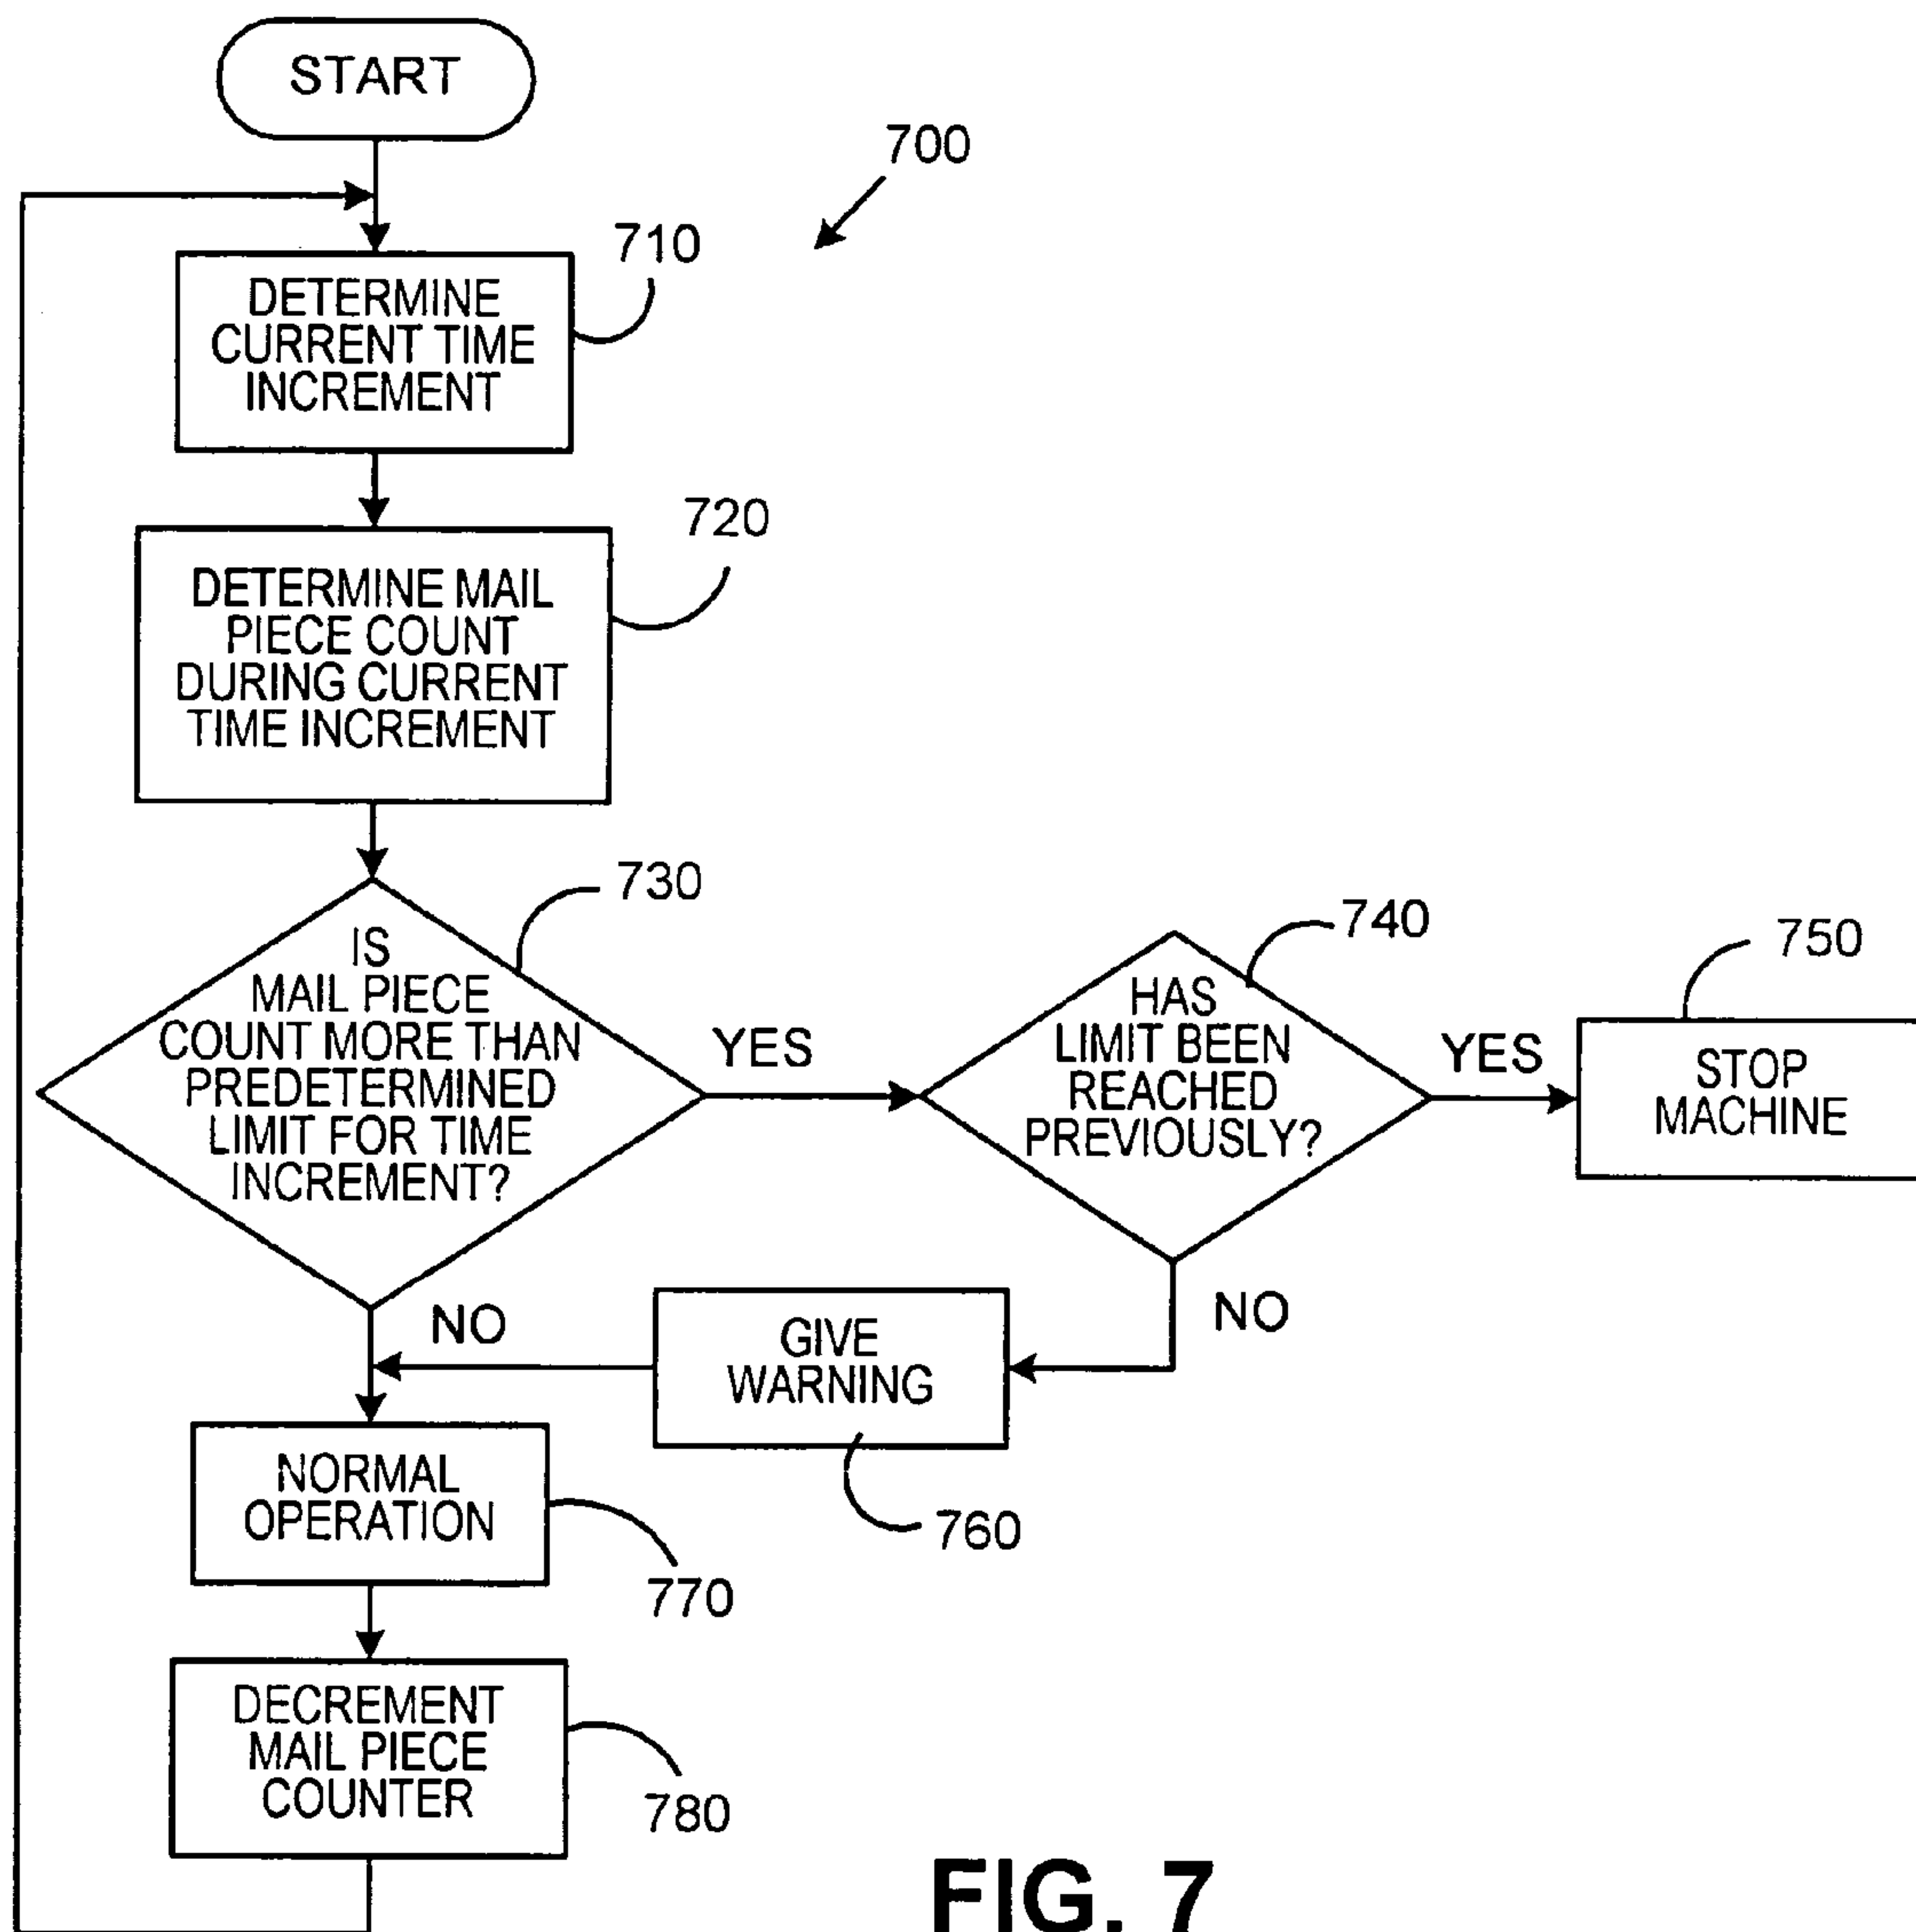 START
700
710
DETERMINE
CURRENT TIME
INCREMENT
720
DETERMINE MAIL
PIECE COUNT
DURING CURRENT
TIME INCREMENT
730
IS
MAIL PIECE
COUNT MORE THAN
PREDETERMINED
LIMIT FOR TIME
INCREMENT?
YES
740
HAS
LIMIT BEEN
REACHED
PREVIOUSLY?
YES
750
STOP
MACHINE
NO
GIVE
WARNING
NO
760
NORMAL
OPERATION
770
DECREMENT
MAIL PIECE
COUNTER
780
FIG. 7